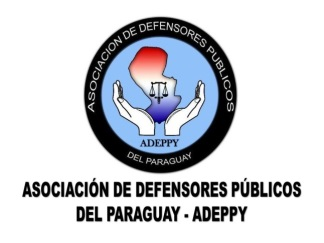 ASOCIACION DE DEFENSORES PUBLICOS
ADEPPY
DEL PARAGUAY
ASOCIACIÓN DE DEFENSORES PÚBLICOS
DEL PARAGUAY - ADEPPY